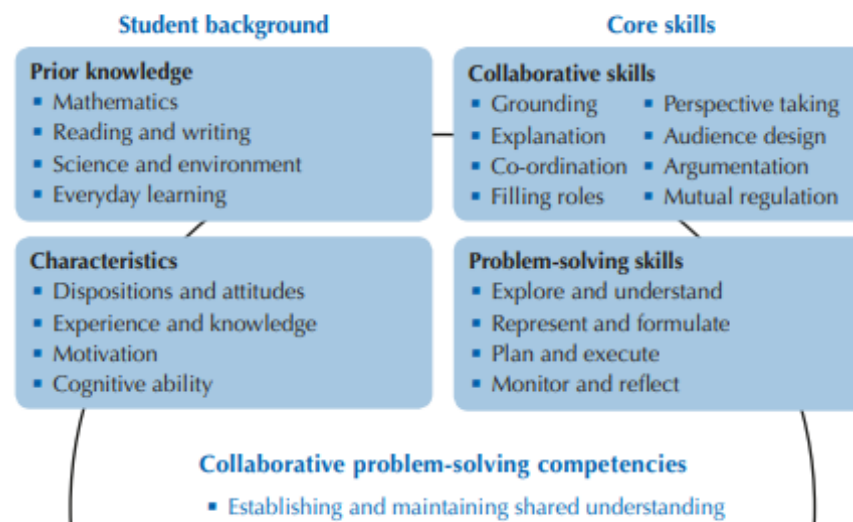 Student background
Prior knowledge
▪ Mathematics
▪ Reading and writing
▪ Science and environment
▪ Everyday learning
Characteristics
▪ Dispositions and attitudes
▪ Experience and knowledge
▪ Motivation
▪ Cognitive ability
Core skills
Collaborative skills
▪ Grounding
▪ Explanation
▪ Co-ordination
▪ Filling roles
▪ Perspective taking
▪ Audience design
▪ Argumentation
▪ Mutual regulation
Problem-solving skills
▪ Explore and understand
▪ Represent and formulate
▪ Plan and execute
▪ Monitor and reflect
Collaborative problem-solving competencies
▪ Establishing and maintaining shared understanding